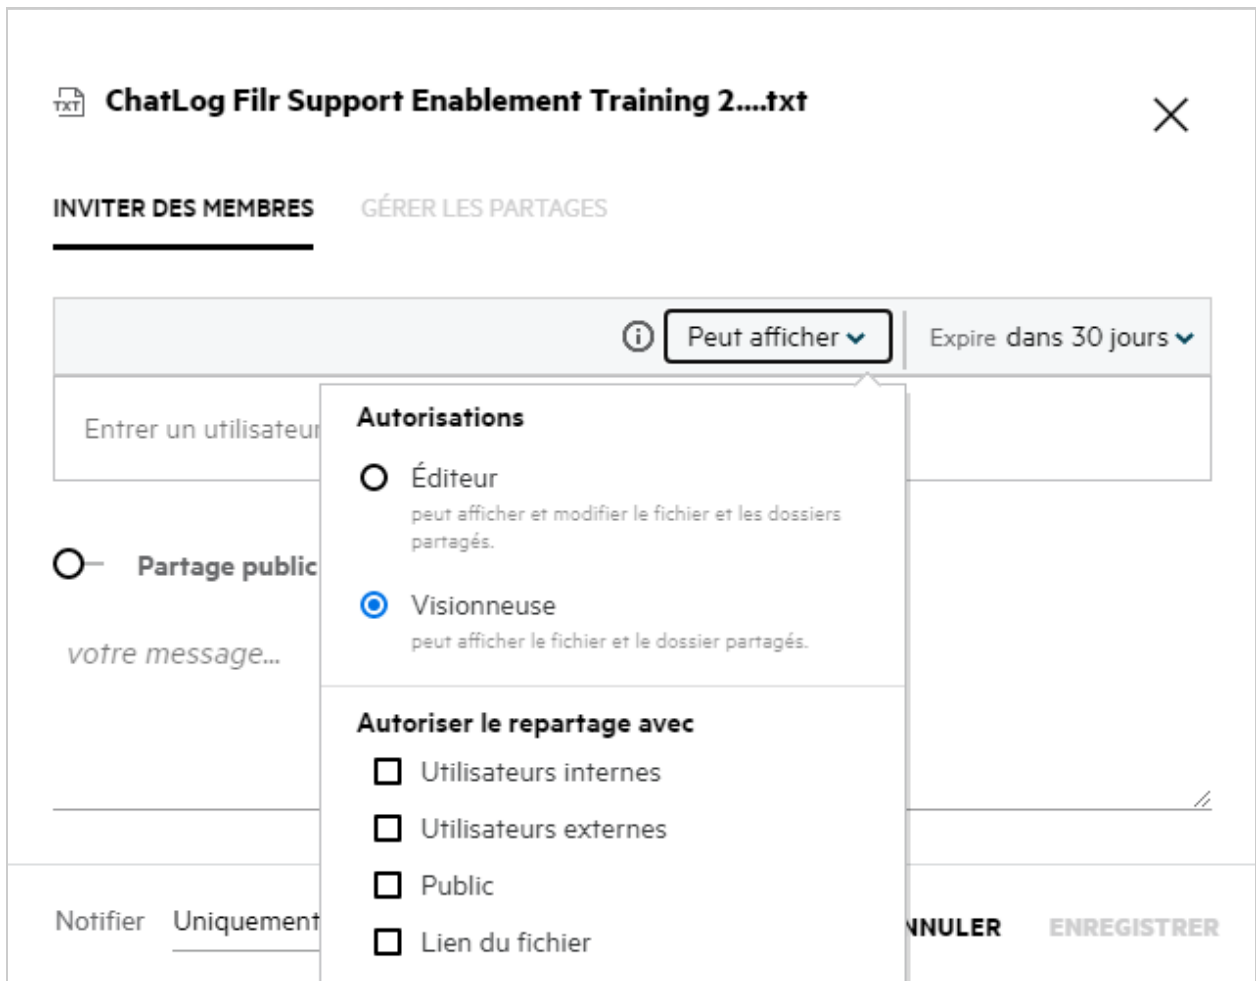 TXT
ChatLog Filr Support Enablement Training 2....txt
INVITER DES MEMBRES
GÉRER LES PARTAGES
Peut afficher
Expire dans 30 jours
Entrer un utilisateur
Autorisations
Éditeur
peut afficher et modifier le fichier et les dossiers
partagés.
Partage public
Visionneuse
peut afficher le fichier et le dossier partagés.
votre message...
Autoriser le repartage avec
Utilisateurs internes
Utilisateurs externes
Public
Lien du fichier
Notifier Uniquement
NNULER
ENREGISTRER